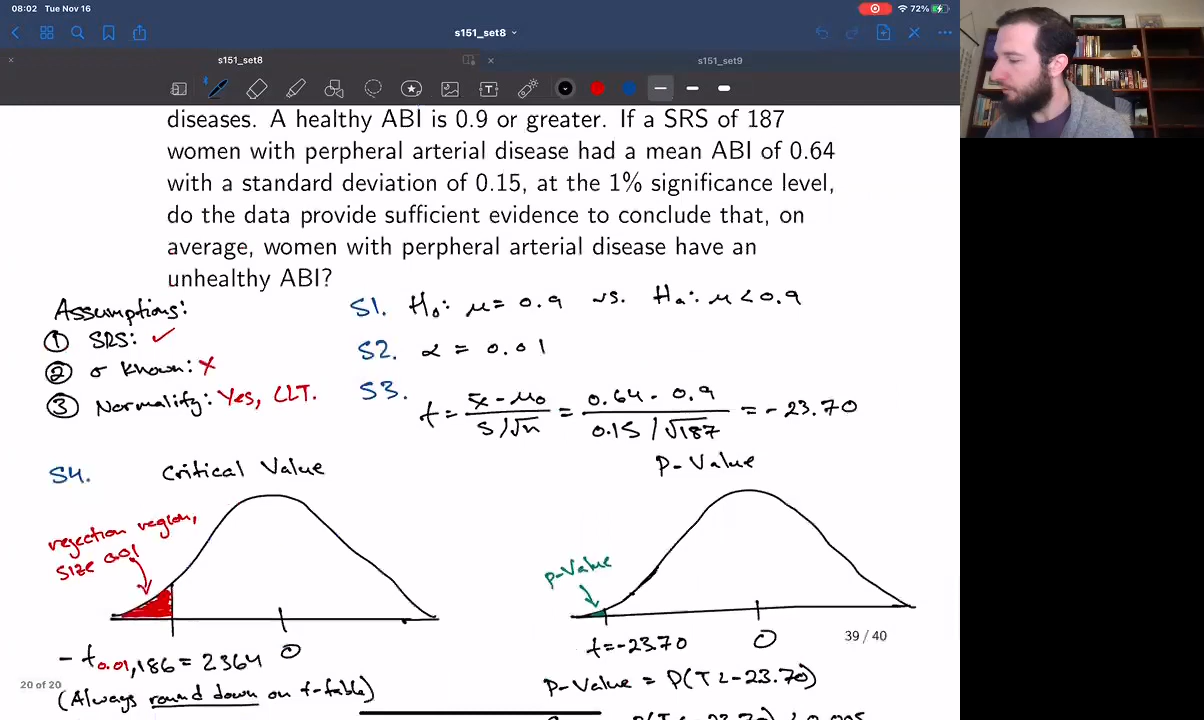 08:02 Tue Nov 16
72%
s151_set8
s151_set8
s151_set9
diseases. A healthy ABI is 0.9 or greater. If a SRS of 187
women with perpheral arterial disease had a mean ABI of 0.64
with a standard deviation of 0.15, at the 1% significance level,
do the data provide sufficient evidence to conclude that, on
average, women with perpheral arterial disease have an
unhealthy ABI?
Assumptions:
① SRS: ✓
② σ Known: X
③ Normality: Yes, CLT.
S1. H₀: μ = 0.9 vs. Hₐ: μ < 0.9
S2. α = 0.01
S3. t = (x̄ - μ₀)/(s/√n) = (0.64 - 0.9)/(0.15/√187) = -23.70
S4. Critical Value
rejection region,
size 0.01
0
- t0.01,186 = 2364
(Always round down on t-table)
P-Value
p-Value
t = -23.70
0
39 / 40
P-Value = P(T ≤ -23.70)
20 of 20